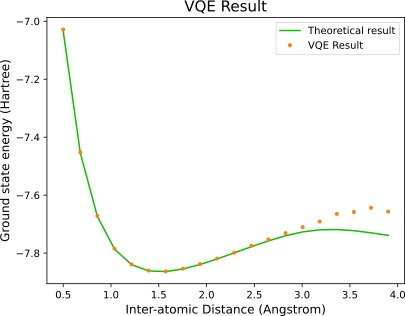 VQE Result
Theoretical result
VQE Result
Ground state energy (Hartree)
−7.0
−7.2
−7.4
−7.6
−7.8
0.5 1.0 1.5 2.0 2.5 3.0 3.5 4.0
Inter-atomic Distance (Angstrom)